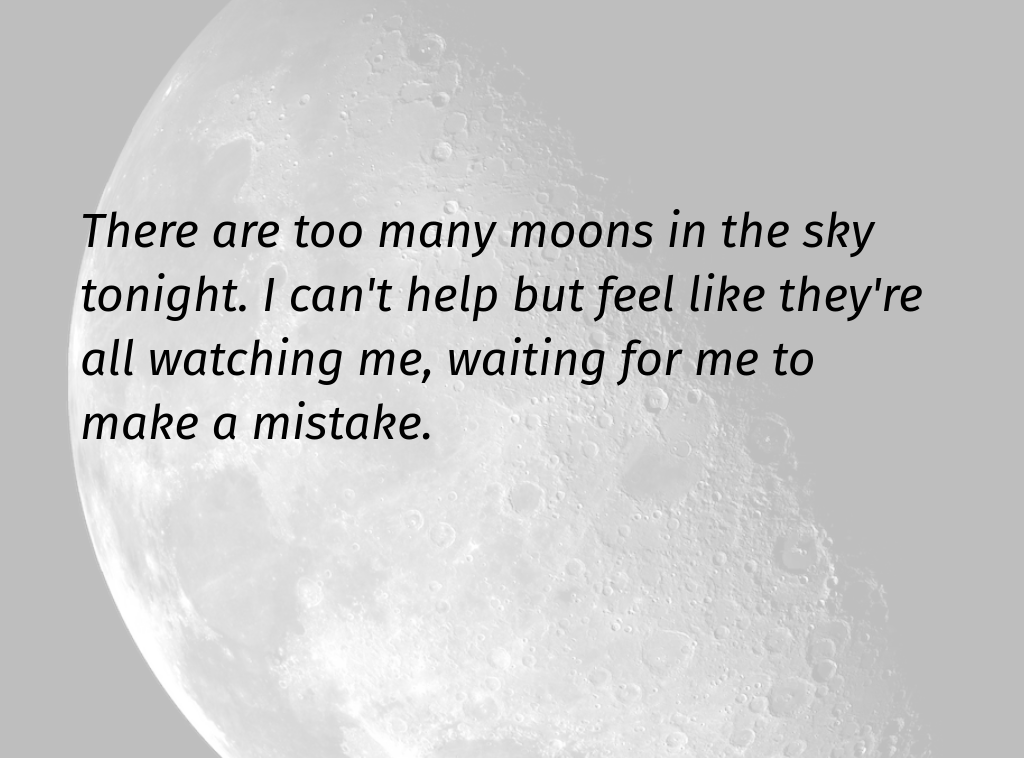 There are too many moons in the sky
tonight. I can't help but feel like they're
all watching me, waiting for me to
make a mistake.